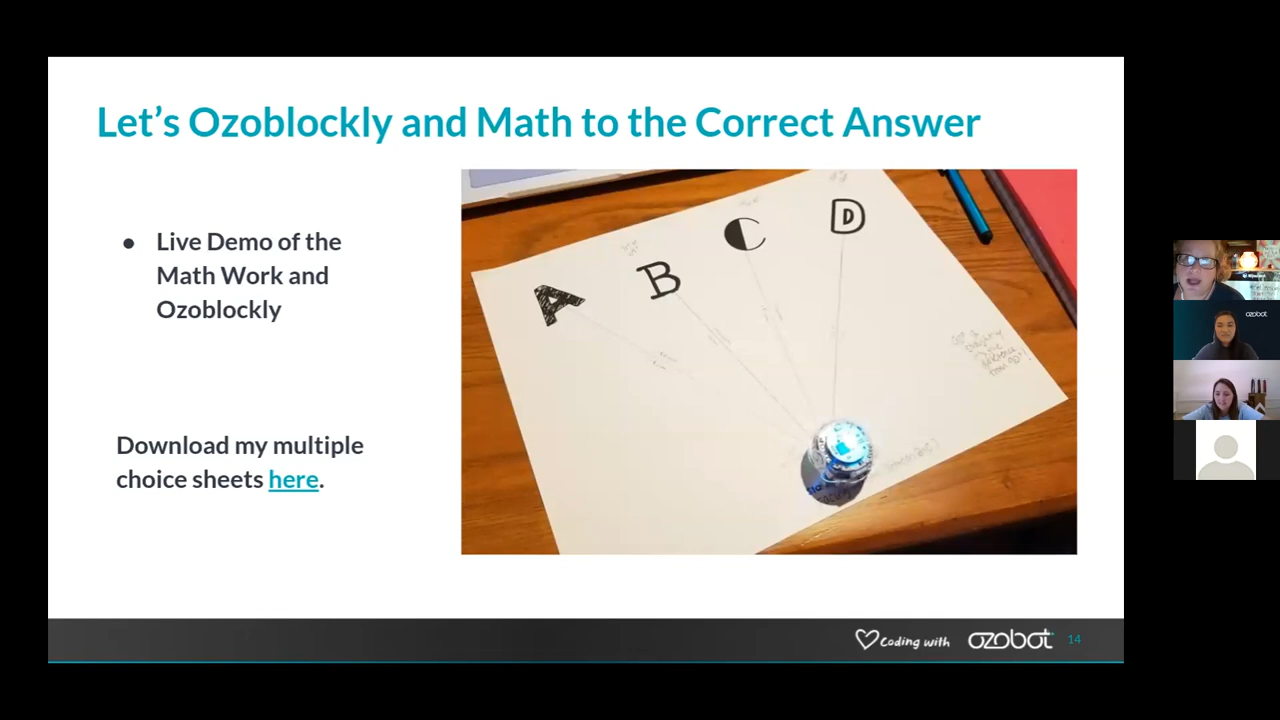 Let's Ozoblockly and Math to the Correct Answer
● Live Demo of the
Math Work and
Ozoblockly
Download my multiple
choice sheets here.
A
B
C
D
Coding with
ozobot
14
ozobot